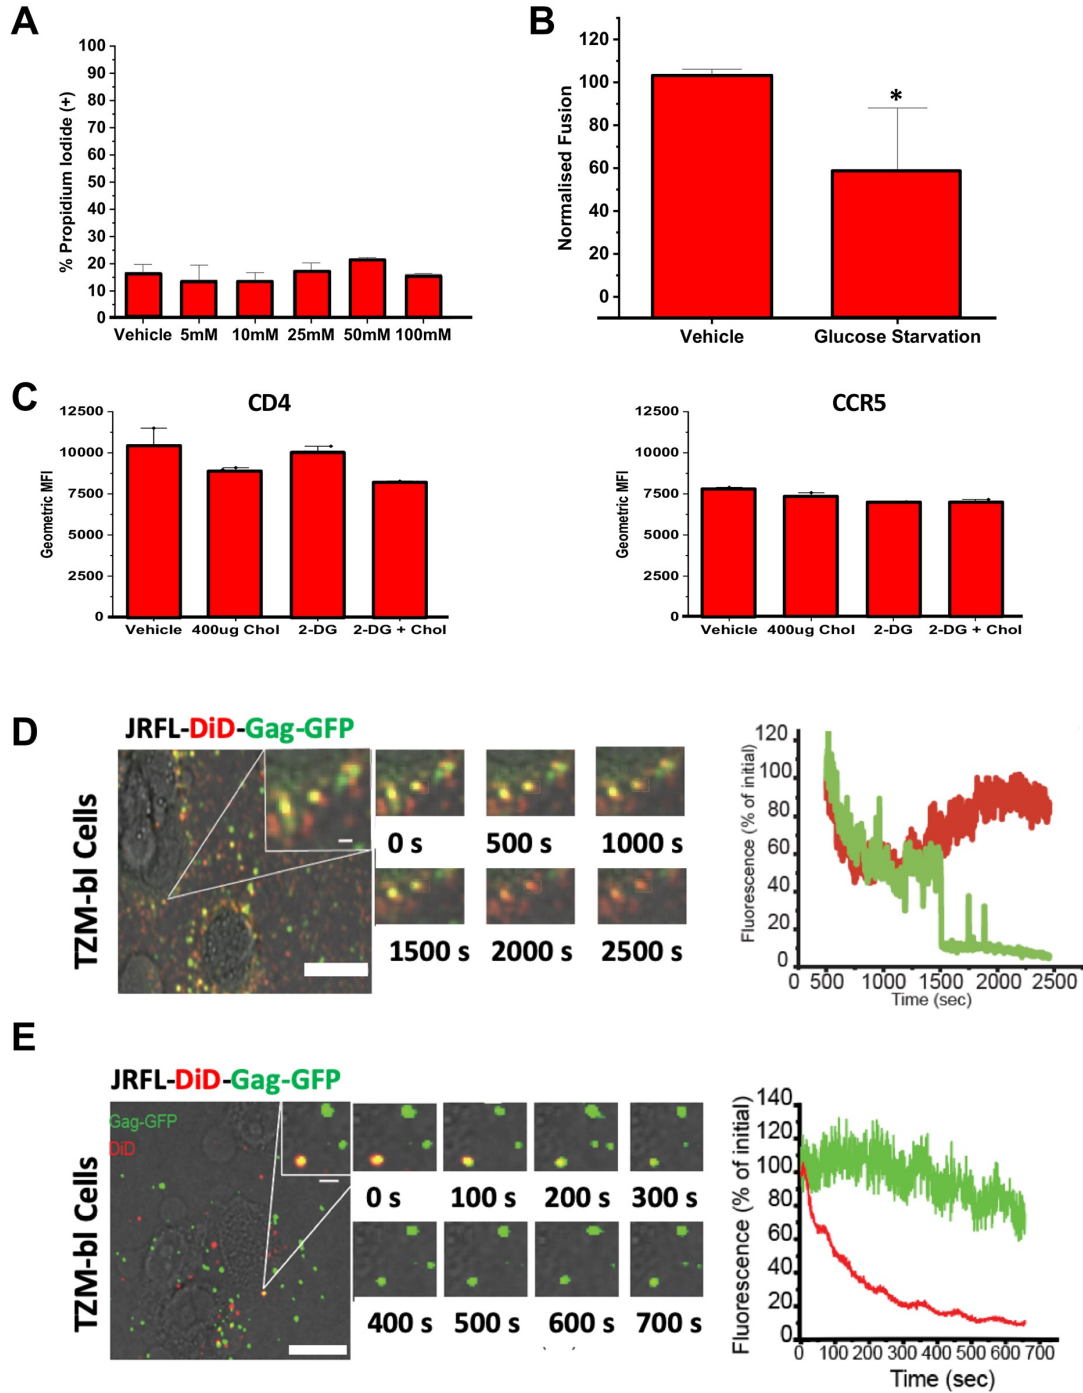 A
% Propidium Iodide (+)
100
90
80
70
60
50
40
30
20
10
0
Vehicle 5mM 10mM 25mM 50mM 100mM
B
Normalised Fusion
120
100
80
60
40
20
0
*
Vehicle Glucose Starvation
C
CD4
Geometric MFI
12500
10000
7500
5000
2500
0
Vehicle 400ug Chol 2-DG 2-DG + Chol
CCR5
Geometric MFI
12500
10000
7500
5000
2500
0
Vehicle 400ug Chol 2-DG 2-DG + Chol
D
JRFL-DiD-Gag-GFP
TZM-bl Cells
0 s 500 s 1000 s
1500 s 2000 s 2500 s
Fluorescence (% of initial)
120
100
80
60
40
20
0
0 500 1000 1500 2000 2500
Time (sec)
E
JRFL-DiD-Gag-GFP
TZM-bl Cells
Gag-GFP
DiD
0 s 100 s 200 s 300 s
400 s 500 s 600 s 700 s
Fluorescence (% of initial)
140
120
100
80
60
40
20
0
0 100 200 300 400 500 600 700
Time (sec)